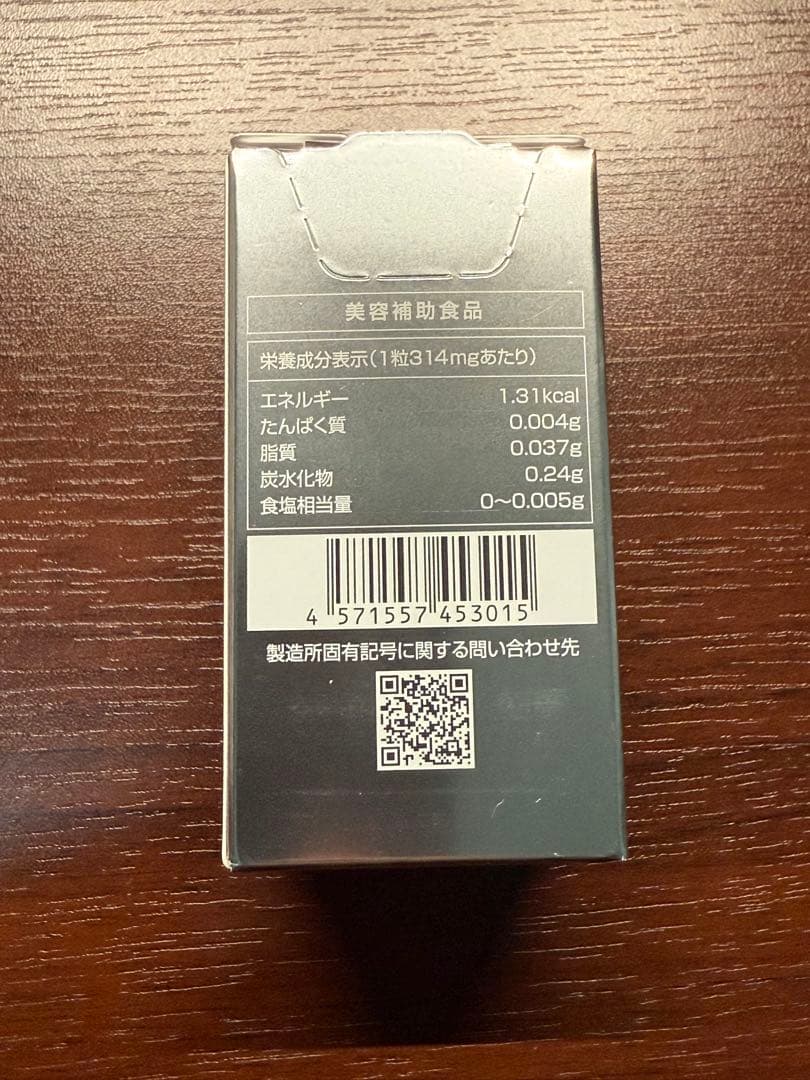 美容補助食品
栄養成分表示(1粒314mgあたり)
エネルギー 1.31kcal
たんぱく質 0.004g
脂質 0.037g
炭水化物 0.24g
食塩相当量 0〜0.005g
4 571557 453015
製造所固有記号に関する問い合わせ先